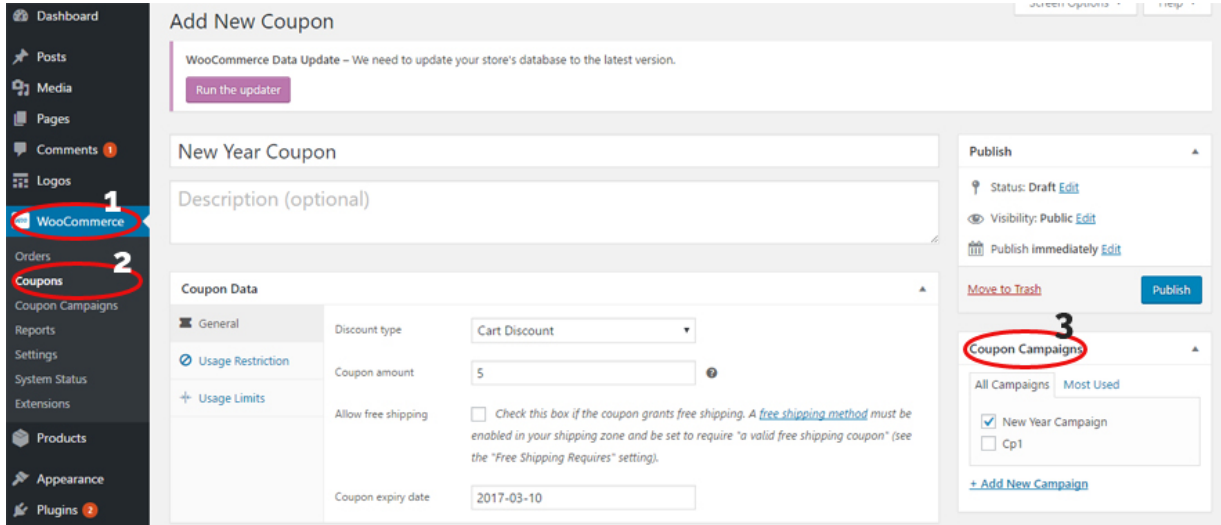 Dashboard
Posts
Media
Pages
Comments 1
Logos
1
WooCommerce
2
Orders
Coupons
Coupon Campaigns
Reports
Settings
System Status
Extensions
Products
Appearance
Plugins 2
Screen Options
Help
Add New Coupon
WooCommerce Data Update – We need to update your store's database to the latest version.
Run the updater
New Year Coupon
Description (optional)
Coupon Data
General
Usage Restriction
Usage Limits
Discount type
Cart Discount
Coupon amount
5
Allow free shipping
Check this box if the coupon grants free shipping. A free shipping method must be
enabled in your shipping zone and be set to require "a valid free shipping coupon" (see
the "Free Shipping Requires" setting).
Coupon expiry date
2017-03-10
Publish
Status: Draft Edit
Visibility: Public Edit
Publish immediately Edit
Move to Trash
Publish
3
Coupon Campaigns
All Campaigns
Most Used
New Year Campaign
Cp1
+ Add New Campaign